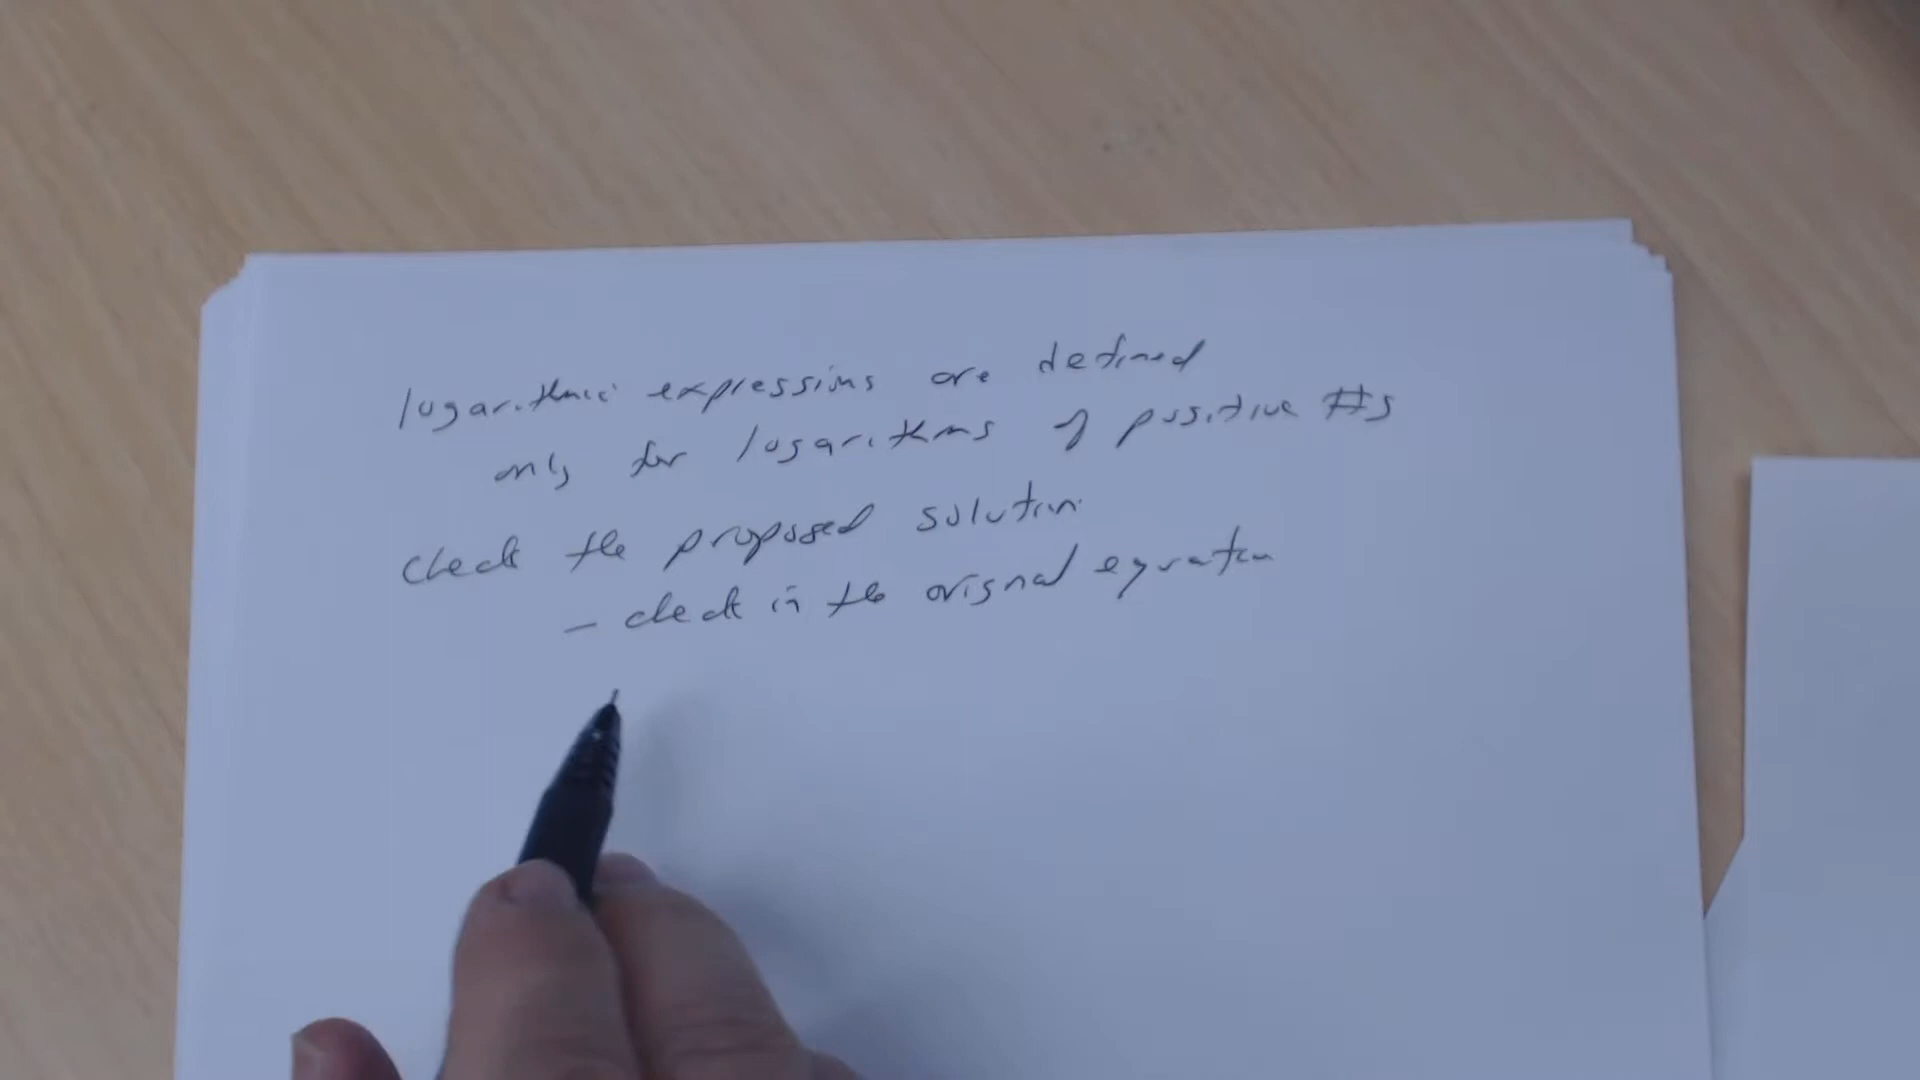 logarithmic expressions are defined
only for logarithms of positive #s
check the proposed solution
- check in the original equation